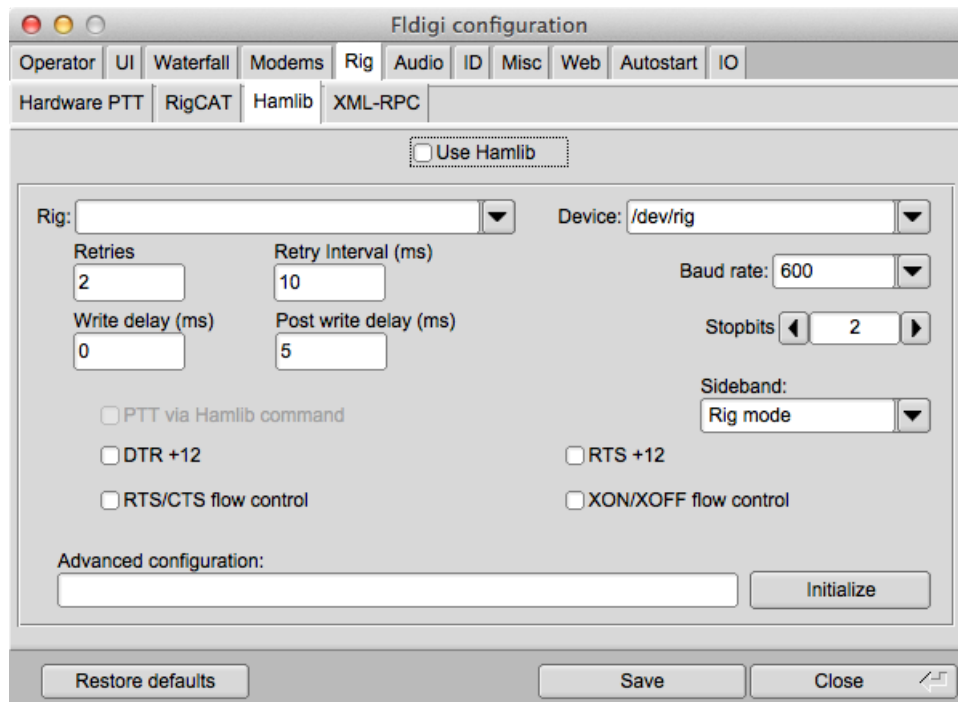 Fldigi configuration
Operator UI Waterfall Modems Rig Audio ID Misc Web Autostart IO
Hardware PTT RigCAT Hamlib XML-RPC
Use Hamlib
Rig: Device: /dev/rig
Retries Retry Interval (ms)
2 10 Baud rate: 600
Write delay (ms) Post write delay (ms)
0 5 Stopbits 2
Sideband:
PTT via Hamlib command Rig mode
DTR +12 RTS +12
RTS/CTS flow control XON/XOFF flow control
Advanced configuration:
Initialize
Restore defaults Save Close